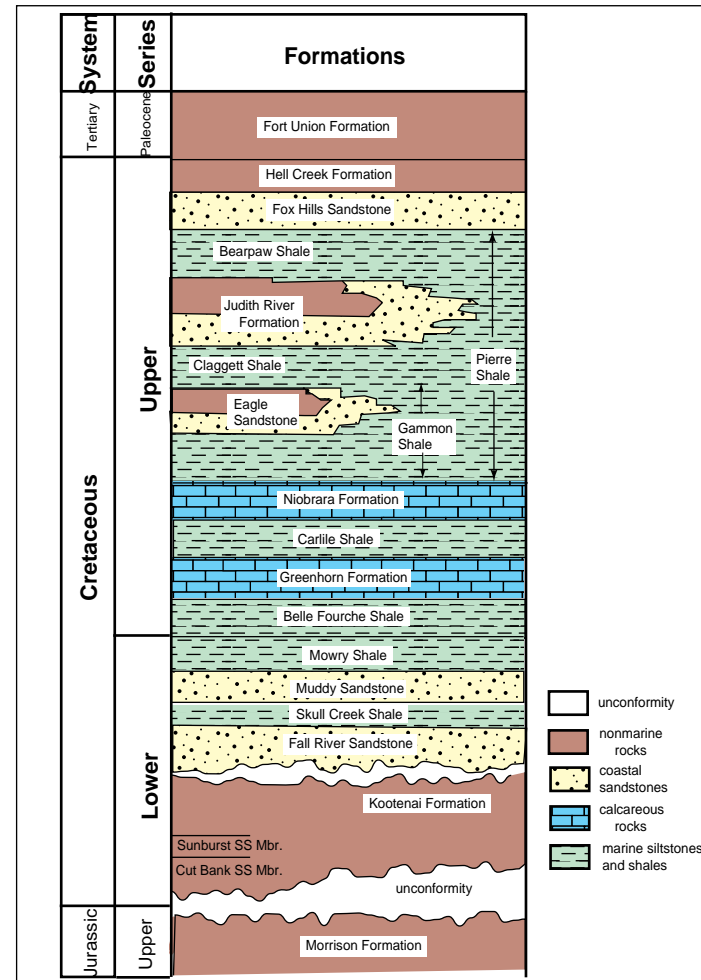 System
Series
Formations
Tertiary
Paleocene
Fort Union Formation
Cretaceous
Upper
Hell Creek Formation
Fox Hills Sandstone
Bearpaw Shale
Judith River
Formation
Pierre
Shale
Claggett Shale
Eagle
Sandstone
Gammon
Shale
Niobrara Formation
Carlile Shale
Greenhorn Formation
Belle Fourche Shale
Lower
Mowry Shale
Muddy Sandstone
Skull Creek Shale
Fall River Sandstone
Kootenai Formation
Sunburst SS Mbr.
Cut Bank SS Mbr.
unconformity
Jurassic
Upper
Morrison Formation
unconformity
nonmarine
rocks
coastal
sandstones
calcareous
rocks
marine siltstones
and shales